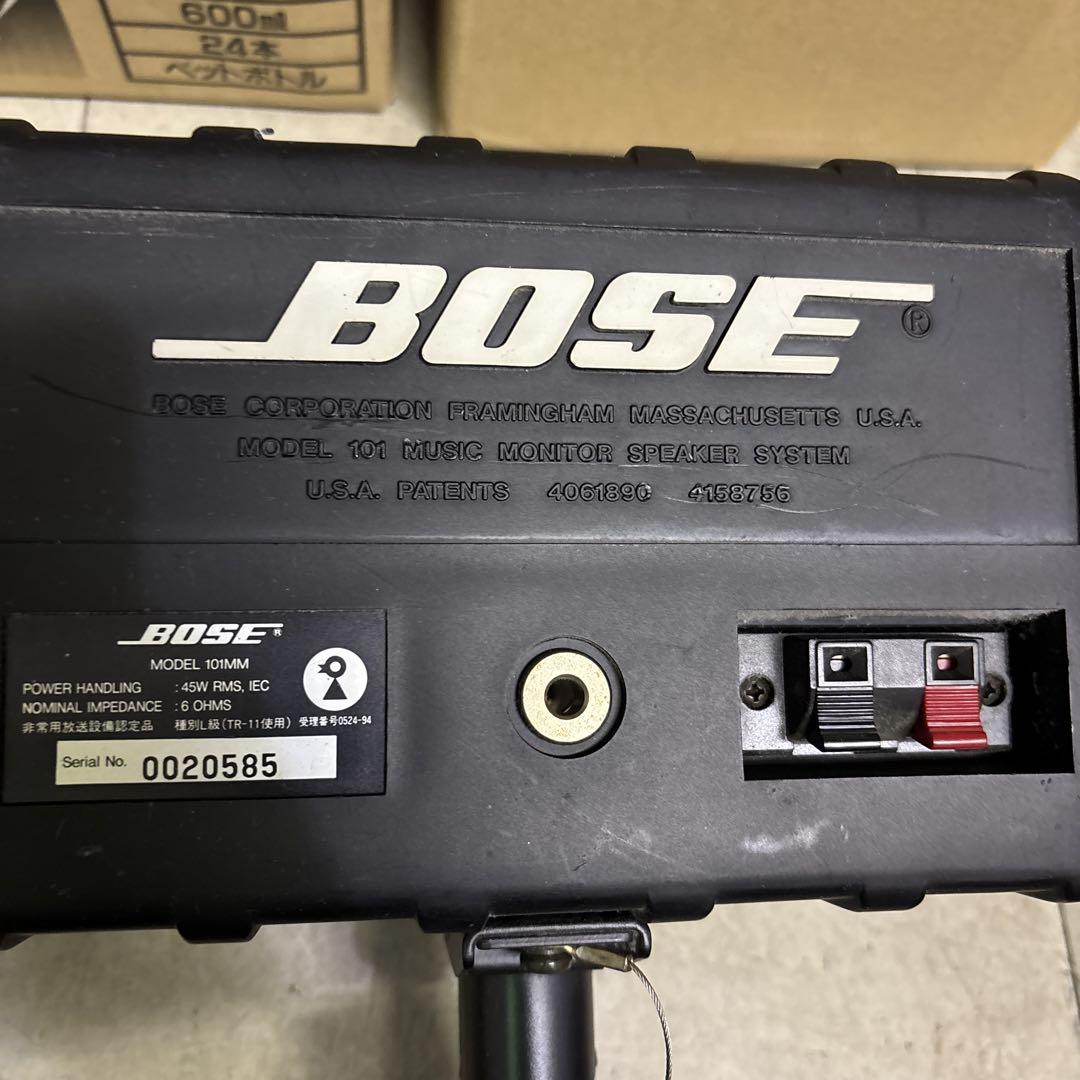 600ml
24本
ペットボトル
BOSE®
BOSE CORPORATION FRAMINGHAM MASSACHUSETTS U.S.A.
MODEL 101 MUSIC MONITOR SPEAKER SYSTEM
U.S.A. PATENTS 4061890 4158756
BOSE®
MODEL 101MM
POWER HANDLING : 45W RMS, IEC
NOMINAL IMPEDANCE : 6 OHMS
非常用放送設備認定品 種別L級(TR-11使用) 受理番号0524-94
Serial No. 0020585